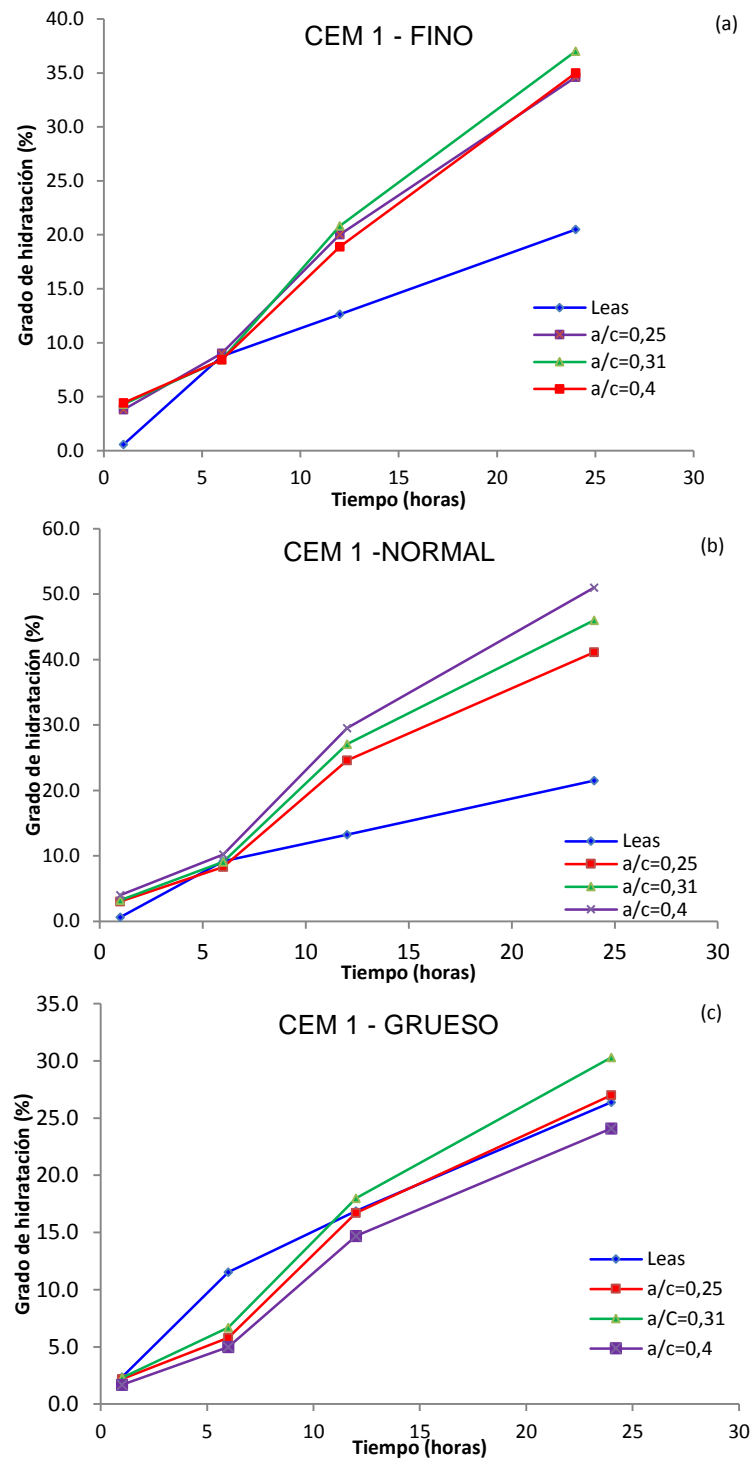 CEM 1 - FINO
(a)
Grado de hidratación (%)
40.0
35.0
30.0
25.0
20.0
15.0
10.0
5.0
0.0
0 5 10 15 20 25 30
Tiempo (horas)
Leas
a/c=0,25
a/c=0,31
a/c=0,4
CEM 1 -NORMAL
(b)
Grado de hidratación (%)
60.0
50.0
40.0
30.0
20.0
10.0
0.0
0 5 10 15 20 25 30
Tiempo (horas)
Leas
a/c=0,25
a/c=0,31
a/c=0,4
CEM 1 - GRUESO
(c)
Grado de hidratación (%)
35.0
30.0
25.0
20.0
15.0
10.0
5.0
0.0
0 5 10 15 20 25 30
Tiempo (horas)
Leas
a/c=0,25
a/C=0,31
a/c=0,4